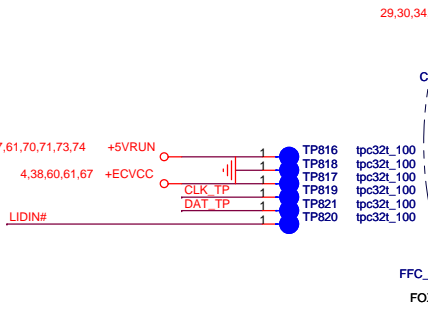 29,30,34
C
7,61,70,71,73,74 +5VRUN 1 TP816 tpc32t_100
1 TP818 tpc32t_100
4,38,60,61,67 +ECVCC 1 TP817 tpc32t_100
CLK_TP 1 TP819 tpc32t_100
DAT_TP 1 TP821 tpc32t_100
LIDIN# 1 TP820 tpc32t_100
FFC_
FO